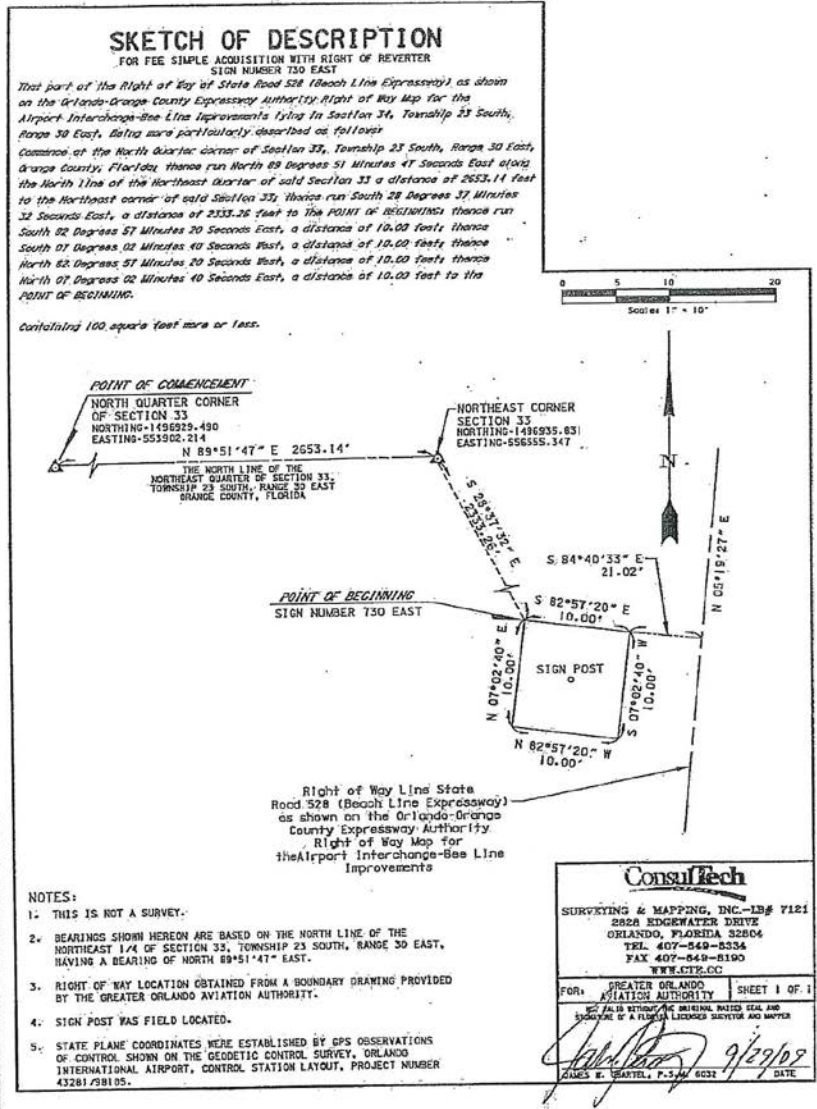 SKETCH OF DESCRIPTION
FOR FEE SIMPLE ACQUISITION WITH RIGHT OF REVERTER
SIGN NUMBER 730 EAST
That part of the Right of Way of State Road 528 (Beach Line Expressway), as shown
on the Orlando-Orange County Expressway Authority Right of Way Map for the
Airport Interchange-Bee Line Improvements lying in Section 34, Township 23 South,
Range 30 East. Being more particularly described as follows:
Commence at the North Quarter corner of Section 33, Township 23 South, Range 30 East,
Orange County, Florida; thence run North 89 Degrees 51 Minutes 47 Seconds East along
the North line of the Northeast Quarter of said Section 33 a distance of 2653.14 feet
to the Northeast corner of said Section 33; thence run South 28 Degrees 37 Minutes
32 Seconds East, a distance of 2333.26 feet to The POINT OF BEGINNING; thence run
South 82 Degrees 57 Minutes 20 Seconds East, a distance of 10.00 feet; thence
South 07 Degrees 02 Minutes 40 Seconds West, a distance of 10.00 feet; thence
North 82 Degrees 57 Minutes 20 Seconds West, a distance of 10.00 feet; thence
North 07 Degrees 02 Minutes 40 Seconds East, a distance of 10.00 feet to the
POINT OF BEGINNING.
Containing 100 square feet more or less.
0 5 10 20
Scale: 1" = 10'
POINT OF COMMENCEMENT
NORTH QUARTER CORNER
OF SECTION 33
NORTHING-1496929.490
EASTING-553902.214
N 89°51'47" E 2653.14'
THE NORTH LINE OF THE
NORTHEAST QUARTER OF SECTION 33,
TOWNSHIP 23 SOUTH, RANGE 30 EAST
ORANGE COUNTY, FLORIDA
NORTHEAST CORNER
SECTION 33
NORTHING-1496935.831
EASTING-556555.347
N
S 28°37'32" E
2333.26'
S 84°40'33" E
21.02'
N 05°19'27" E
POINT OF BEGINNING
SIGN NUMBER 730 EAST
S 82°57'20" E
10.00'
N 07°02'40" E
10.00'
SIGN POST
S 07°02'40" W
10.00'
N 82°57'20" W
10.00'
Right of Way Line State
Road 528 (Beach Line Expressway)
as shown on the Orlando-Orange
County Expressway Authority
Right of Way Map for
theAirport Interchange-Bee Line
Improvements
NOTES:
1. THIS IS NOT A SURVEY.
2. BEARINGS SHOWN HEREON ARE BASED ON THE NORTH LINE OF THE
NORTHEAST 1/4 OF SECTION 33, TOWNSHIP 23 SOUTH, RANGE 30 EAST,
HAVING A BEARING OF NORTH 89°51'47" EAST.
3. RIGHT OF WAY LOCATION OBTAINED FROM A BOUNDARY DRAWING PROVIDED
BY THE GREATER ORLANDO AVIATION AUTHORITY.
4. SIGN POST WAS FIELD LOCATED.
5. STATE PLANE COORDINATES WERE ESTABLISHED BY GPS OBSERVATIONS
OF CONTROL SHOWN ON THE GEODETIC CONTROL SURVEY, ORLANDO
INTERNATIONAL AIRPORT, CONTROL STATION LAYOUT, PROJECT NUMBER
43281/98105.
ConsulTech
SURVEYING & MAPPING, INC.-LB# 7121
2828 EDGEWATER DRIVE
ORLANDO, FLORIDA 32804
TEL 407-649-8334
FAX 407-649-8190
WWW.CTE.CC
FOR: GREATER ORLANDO
AVIATION AUTHORITY
SHEET 1 OF 1
NOT VALID WITHOUT THE ORIGINAL RAISED SEAL AND
SIGNATURE OF A FLORIDA LICENSED SURVEYOR AND MAPPER
9/29/09
JAMES W. P.S.M. 6032 DATE